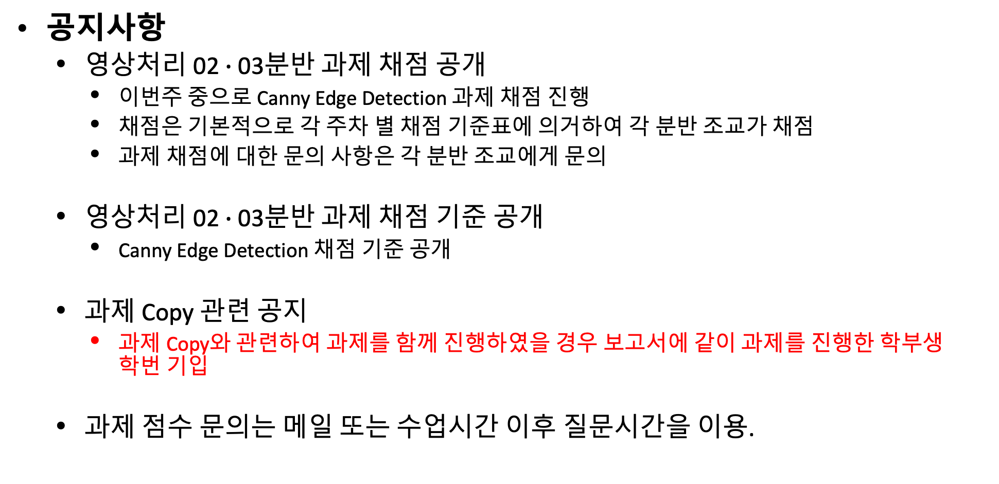 • 공지사항
• 영상처리 02 · 03분반 과제 채점 공개
• 이번주 중으로 Canny Edge Detection 과제 채점 진행
• 채점은 기본적으로 각 주차 별 채점 기준표에 의거하여 각 분반 조교가 채점
• 과제 채점에 대한 문의 사항은 각 분반 조교에게 문의
• 영상처리 02 · 03분반 과제 채점 기준 공개
• Canny Edge Detection 채점 기준 공개
• 과제 Copy 관련 공지
• 과제 Copy와 관련하여 과제를 함께 진행하였을 경우 보고서에 같이 과제를 진행한 학부생
학번 기입
• 과제 점수 문의는 메일 또는 수업시간 이후 질문시간을 이용.